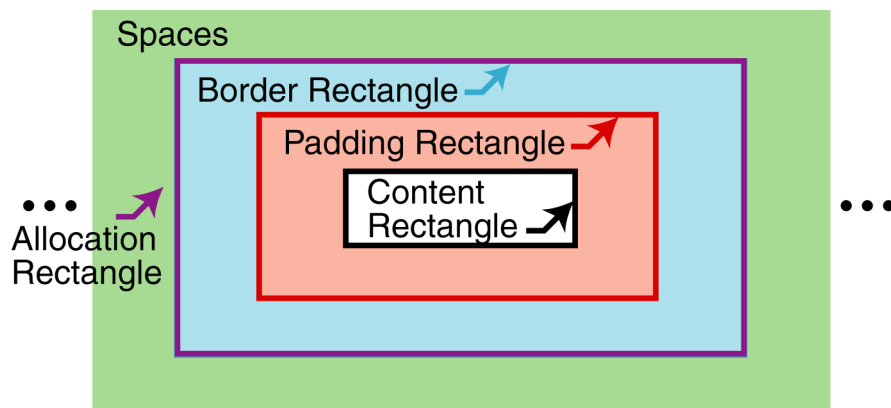 Spaces
Border Rectangle
Padding Rectangle
Content
Rectangle
•••
•••
Allocation
Rectangle